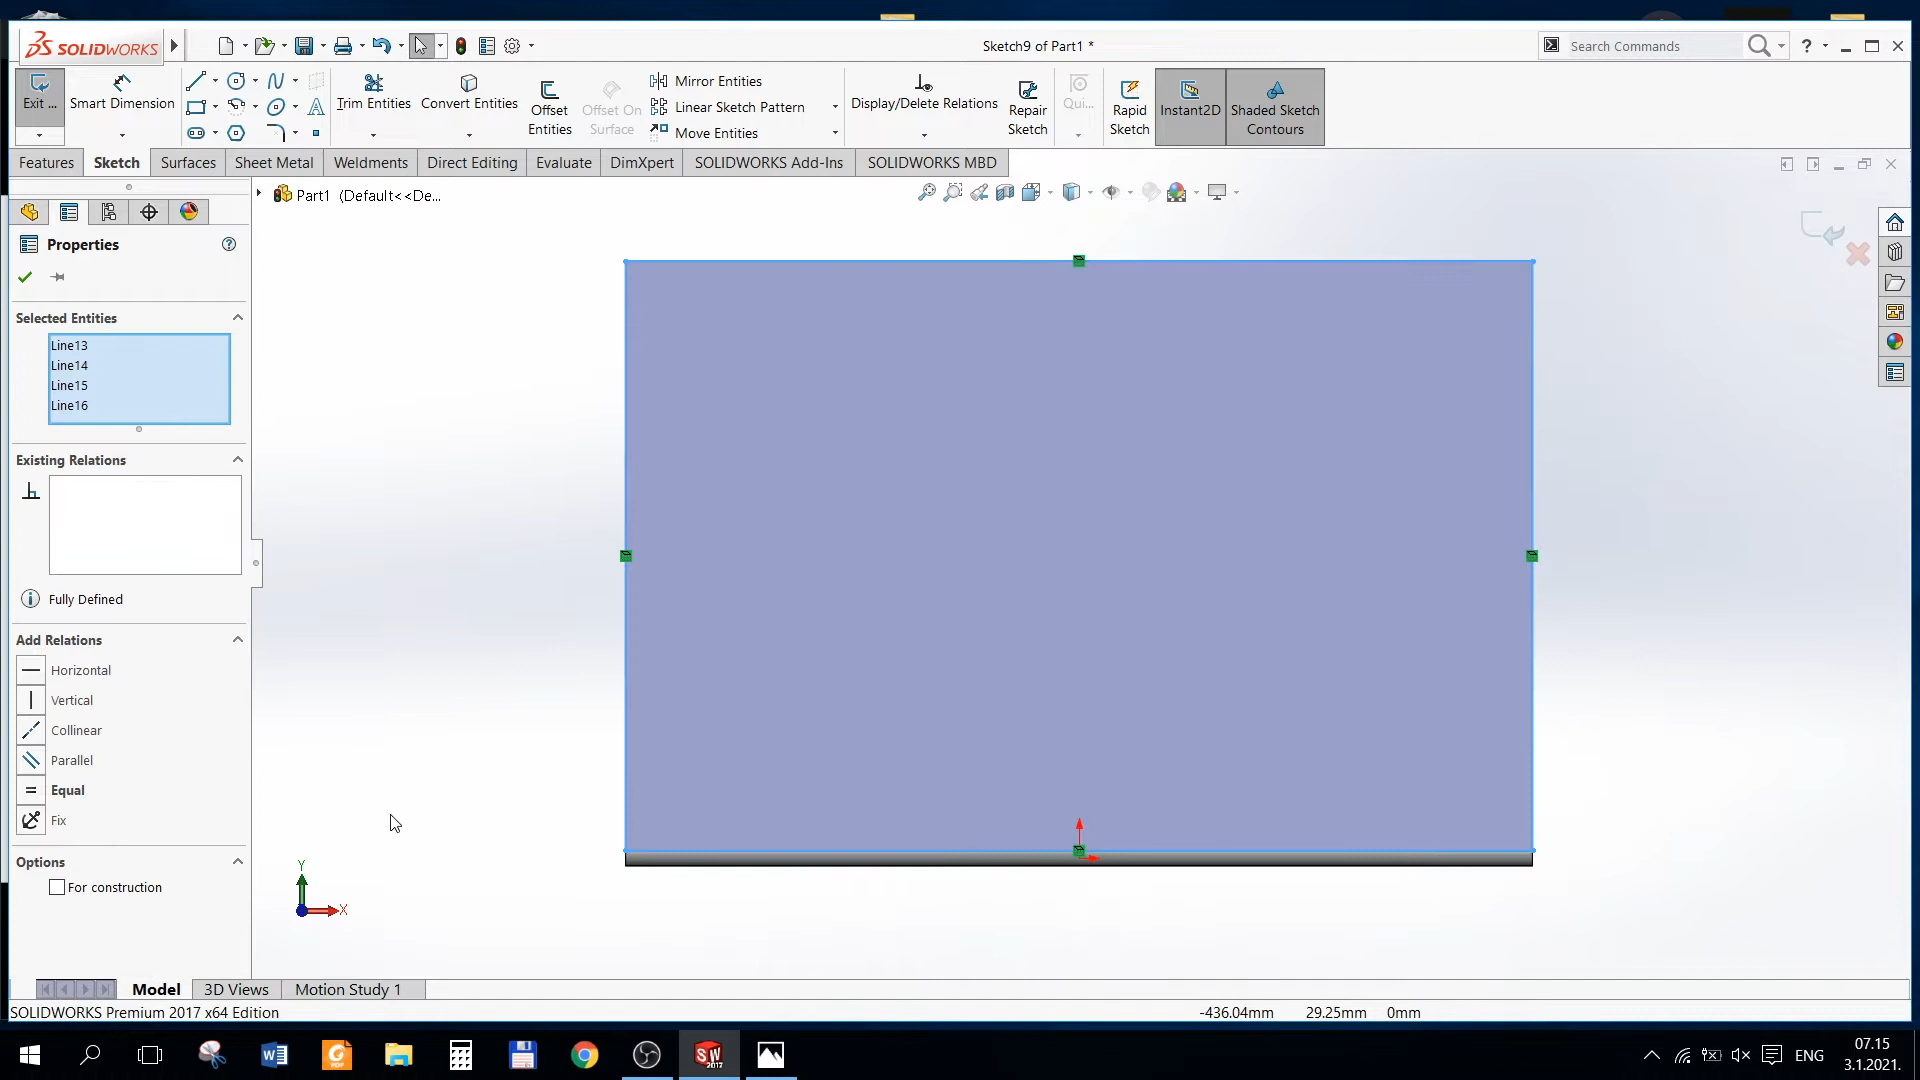 SOLIDWORKS
Sketch9 of Part1 *
Search Commands
?
Exit ...
Smart Dimension
Trim Entities
Convert Entities
Offset
Entities
Offset On
Surface
Mirror Entities
Linear Sketch Pattern
Move Entities
Display/Delete Relations
Repair
Sketch
Qui...
Rapid
Sketch
Instant2D
Shaded Sketch
Contours
Features
Sketch
Surfaces
Sheet Metal
Weldments
Direct Editing
Evaluate
DimXpert
SOLIDWORKS Add-Ins
SOLIDWORKS MBD
Part1 (Default<<De...
Properties
Selected Entities
Line13
Line14
Line15
Line16
Existing Relations
Fully Defined
Add Relations
Horizontal
Vertical
Collinear
Parallel
Equal
Fix
Options
For construction
Y
X
Model
3D Views
Motion Study 1
SOLIDWORKS Premium 2017 x64 Edition
-436.04mm
29.25mm
0mm
SW
2017
ENG
07.15
3.1.2021.